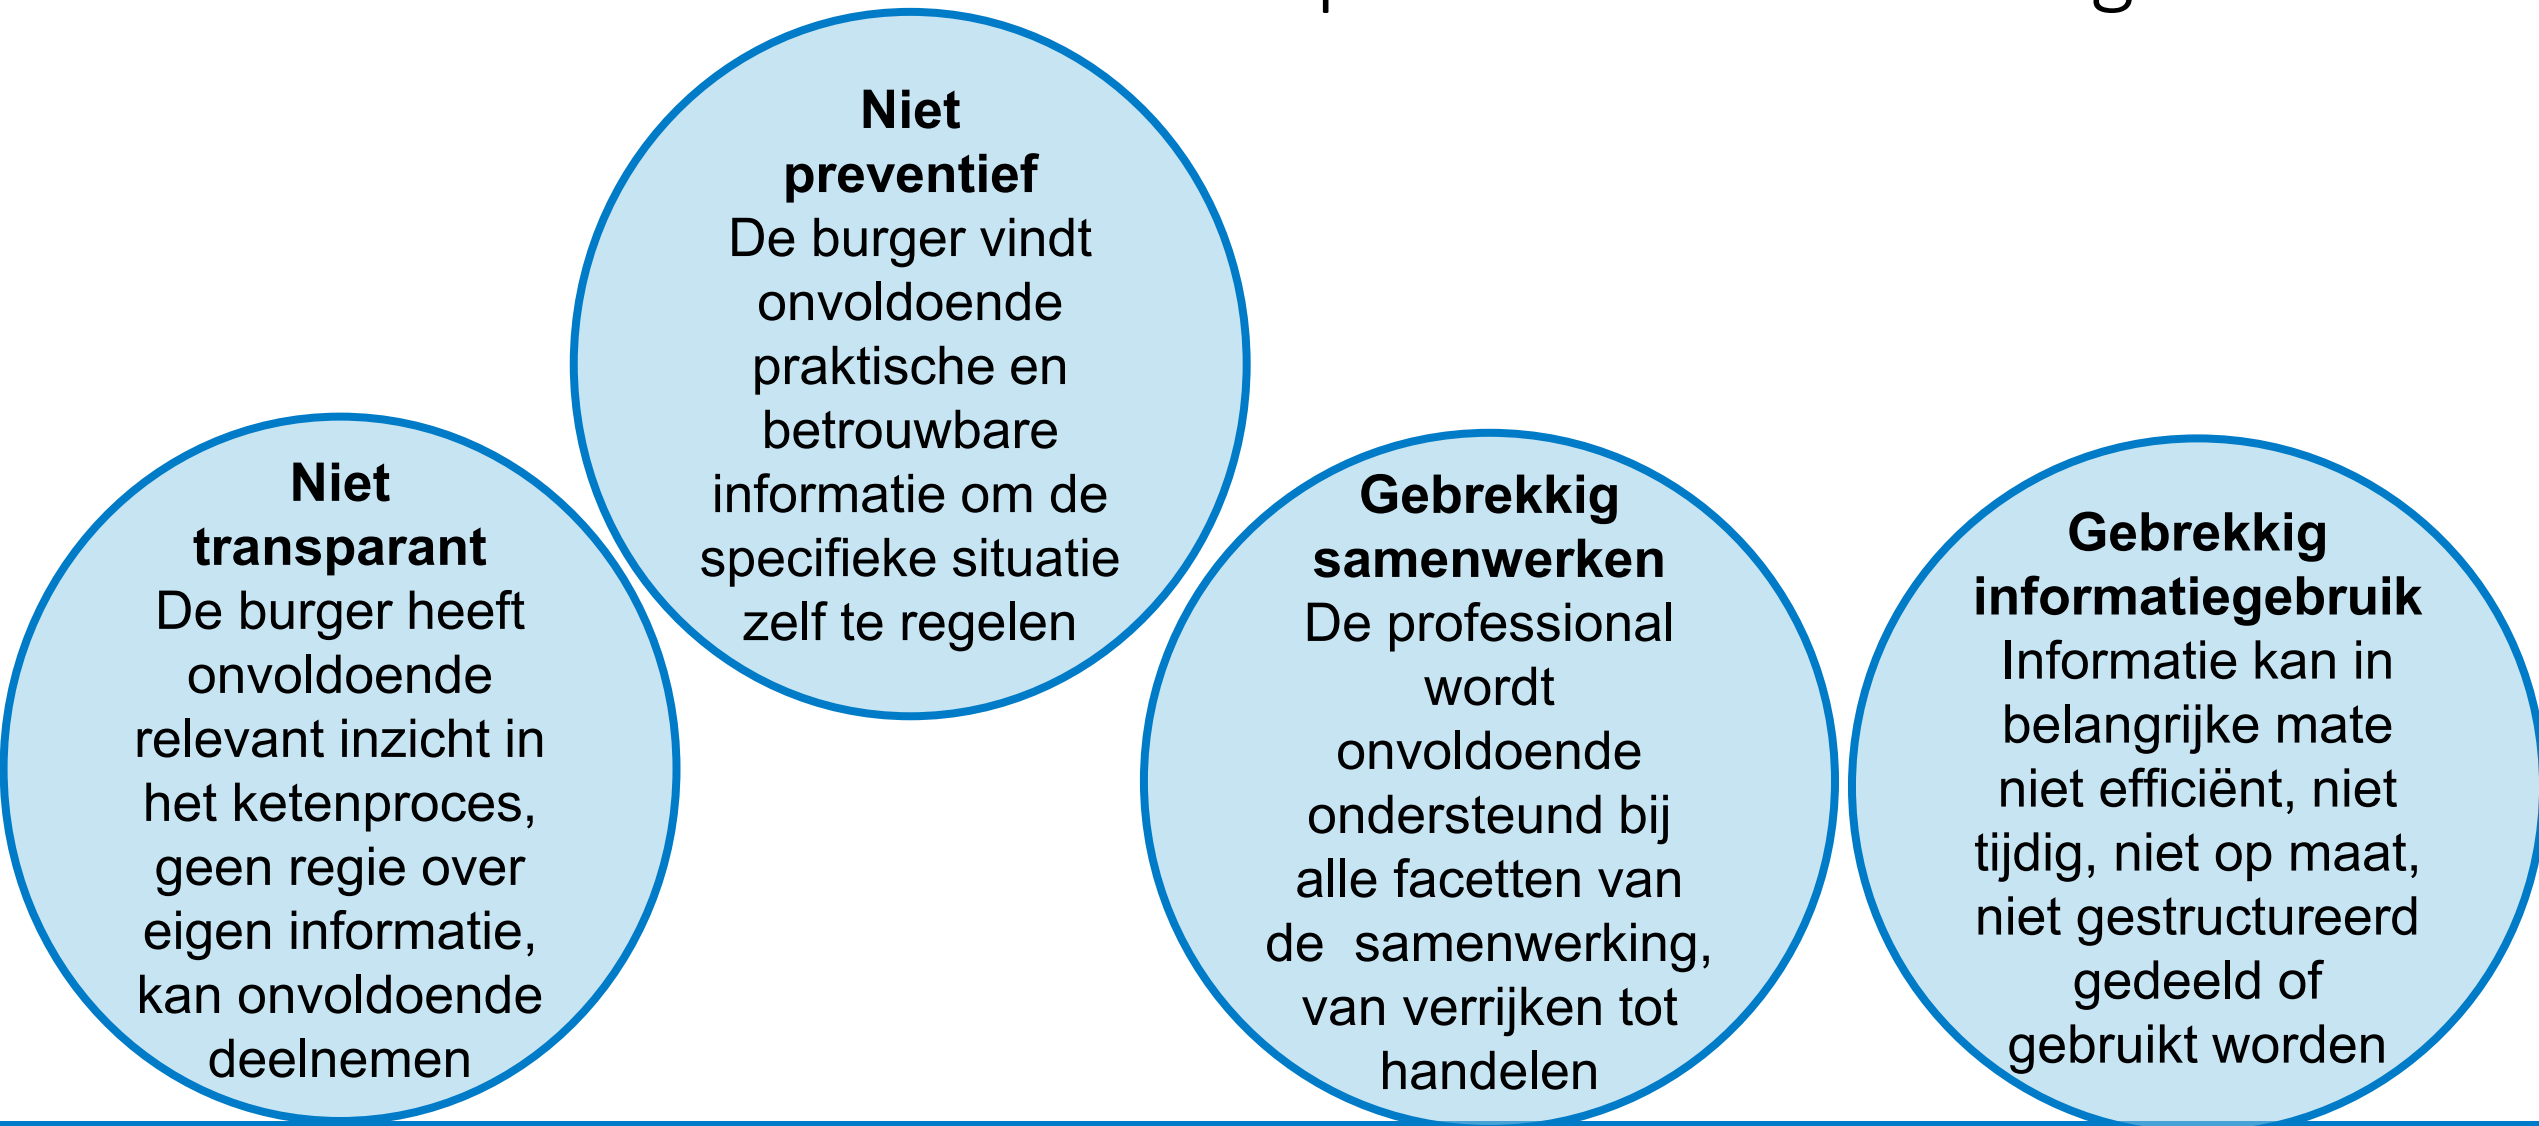 Niet
preventief
De burger vindt
onvoldoende
praktische en
betrouwbare
informatie om de
specifieke situatie
zelf te regelen
Niet
transparant
De burger heeft
onvoldoende
relevant inzicht in
het ketenproces,
geen regie over
eigen informatie,
kan onvoldoende
deelnemen
Gebrekkig
samenwerken
De professional
wordt
onvoldoende
ondersteund bij
alle facetten van
de  samenwerking,
van verrijken tot
handelen
Gebrekkig
informatiegebruik
Informatie kan in
belangrijke mate
niet efficiënt, niet
tijdig, niet op maat,
niet gestructureerd
gedeeld of
gebruikt worden